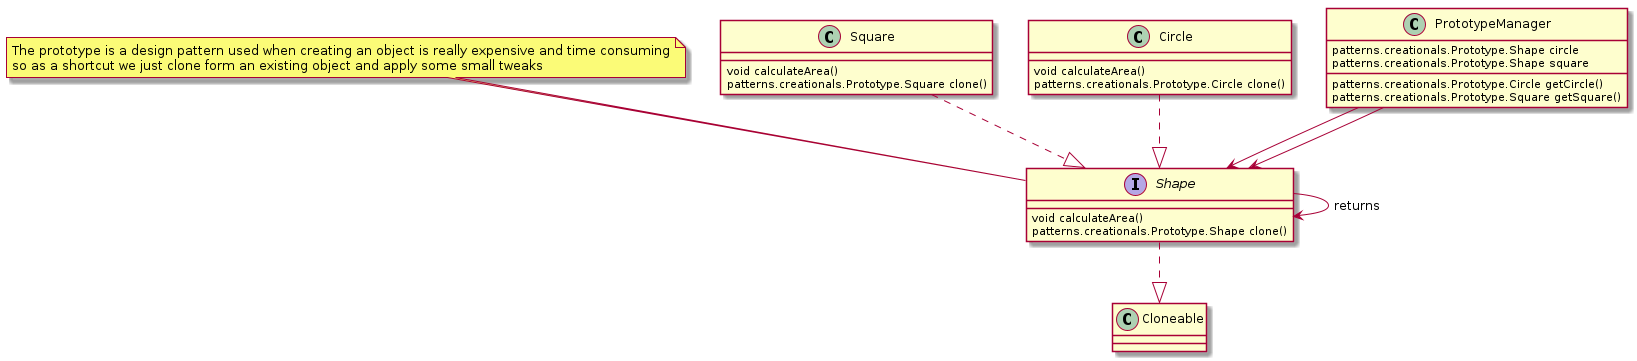 The prototype is a design pattern used when creating an object is really expensive and time consuming
so as a shortcut we just clone form an existing object and apply some small tweaks
C Square
void calculateArea()
patterns.creationals.Prototype.Square clone()
C Circle
void calculateArea()
patterns.creationals.Prototype.Circle clone()
C PrototypeManager
patterns.creationals.Prototype.Shape circle
patterns.creationals.Prototype.Shape square
patterns.creationals.Prototype.Circle getCircle()
patterns.creationals.Prototype.Square getSquare()
I Shape
void calculateArea()
patterns.creationals.Prototype.Shape clone()
returns
C Cloneable